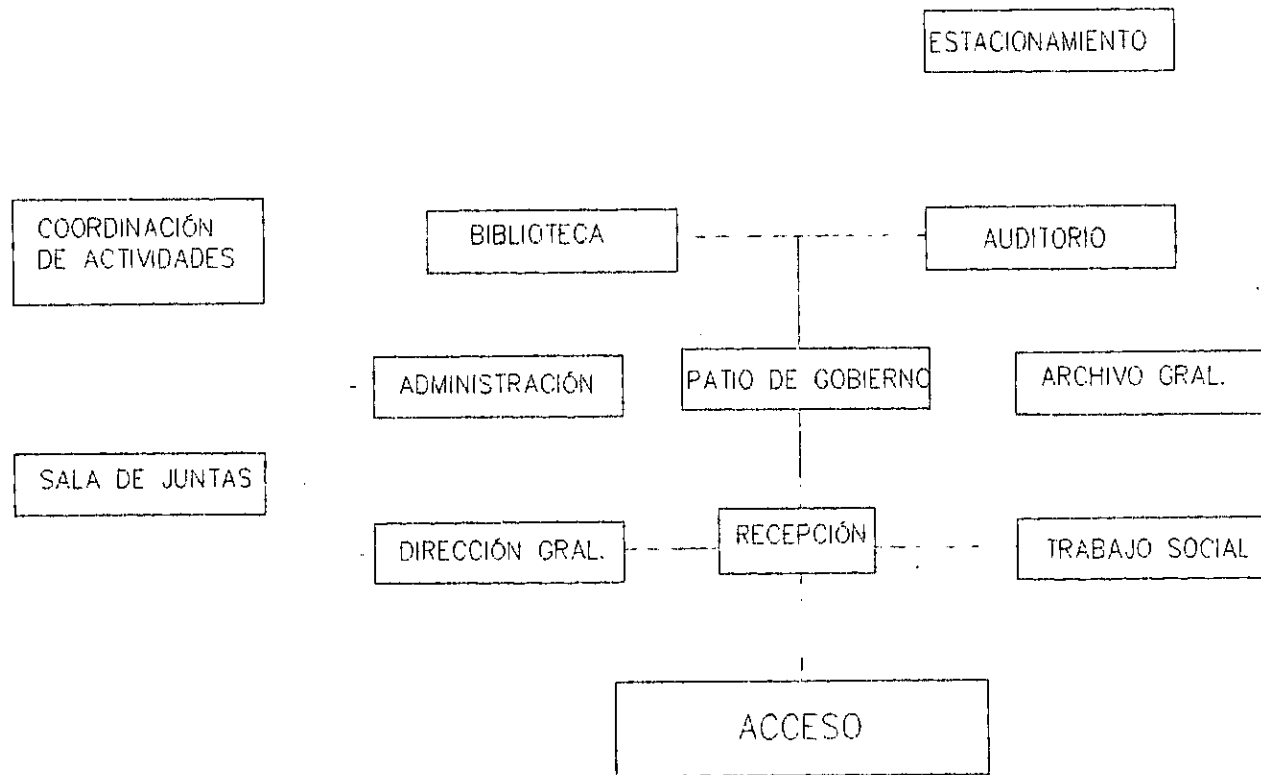 ESTACIONAMIENTO
COORDINACIÓN
DE ACTIVIDADES
BIBLIOTECA
AUDITORIO
ADMINISTRACIÓN
PATIO DE GOBIERNO
ARCHIVO GRAL.
SALA DE JUNTAS
DIRECCIÓN GRAL.
RECEPCIÓN
TRABAJO SOCIAL
ACCESO